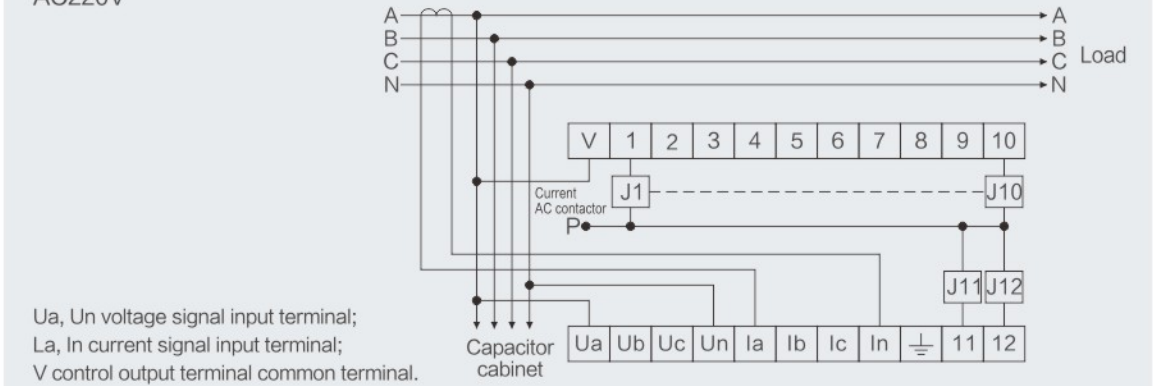 AC220V
A A
B B
C C Load
N N
V 1 2 3 4 5 6 7 8 9 10
Current J1 J10
AC contactor
P
J11 J12
Ua, Un voltage signal input terminal;
La, In current signal input terminal;
V control output terminal common terminal.
Capacitor
cabinet
Ua Ub Uc Un Ia Ib Ic In 11 12